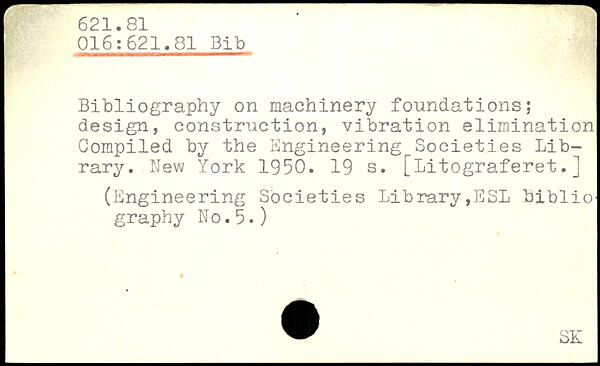 621.81
016:621.81 Bib
Bibliography on machinery foundations;
design, construction, vibration elimination
Compiled by the Engineering Societies Lib-
rary. New York 1950. 19 s. [Litograferet.]
(Engineering Societies Library,ESL biblio-
graphy No.5.)
SK